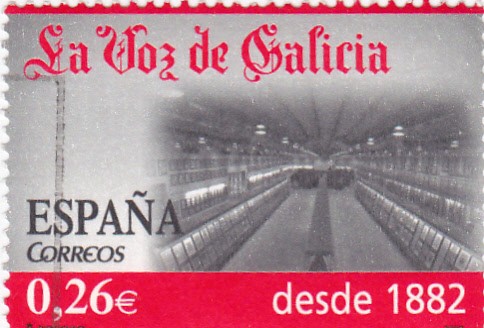 La Voz de Galicia
ESPAÑA
CORREOS
0,26€ desde 1882